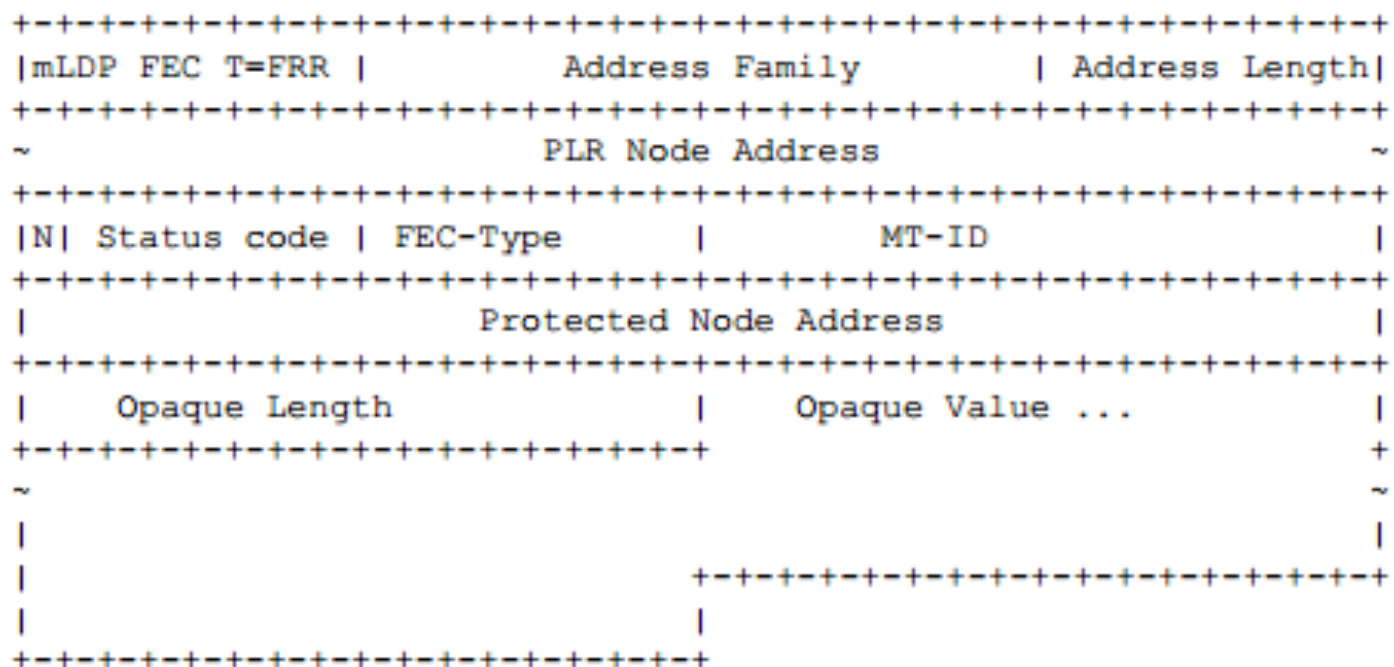 +-+-+-+-+-+-+-+-+-+-+-+-+-+-+-+-+-+-+-+-+-+-+-+-+-+-+-+-+-+-+-+-+
|mLDP FEC T=FRR |         Address Family        | Address Length|
+-+-+-+-+-+-+-+-+-+-+-+-+-+-+-+-+-+-+-+-+-+-+-+-+-+-+-+-+-+-+-+-+
~                        PLR Node Address                       ~
+-+-+-+-+-+-+-+-+-+-+-+-+-+-+-+-+-+-+-+-+-+-+-+-+-+-+-+-+-+-+-+-+
|N| Status code | FEC-Type      |        MT-ID                  |
+-+-+-+-+-+-+-+-+-+-+-+-+-+-+-+-+-+-+-+-+-+-+-+-+-+-+-+-+-+-+-+-+
|                     Protected Node Address                    |
+-+-+-+-+-+-+-+-+-+-+-+-+-+-+-+-+-+-+-+-+-+-+-+-+-+-+-+-+-+-+-+-+
|    Opaque Length              |    Opaque Value ...           |
+-+-+-+-+-+-+-+-+-+-+-+-+-+-+-+-+                               +
~                                                               ~
|                                                               |
|                               +-+-+-+-+-+-+-+-+-+-+-+-+-+-+-+-+
|                               |
+-+-+-+-+-+-+-+-+-+-+-+-+-+-+-+-+